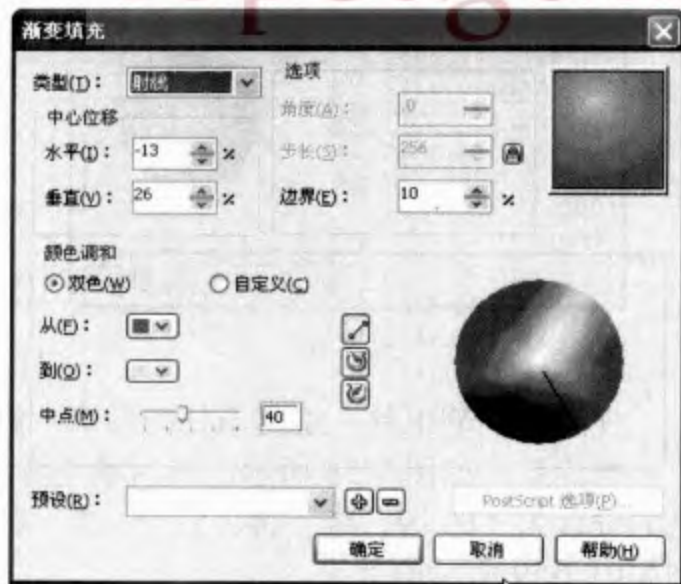 渐变填充
类型(T): 射线
选项
中心位移
角度(A): .0
水平(I): -13 %
步长(S): 256
垂直(V): 26 %
边界(E): 10 %
颜色调和
双色(W) 自定义(C)
从(F):
到(O):
中点(M): 40
预设(R):
PostScript 选项(P)...
确定 取消 帮助(H)